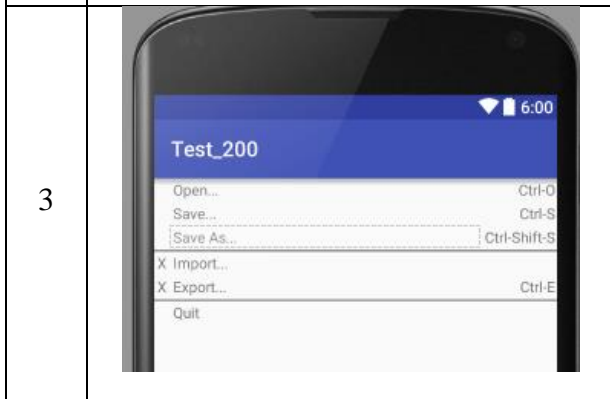 3
6:00
Test_200
Open... Ctrl-O
Save... Ctrl-S
Save As... Ctrl-Shift-S
X Import...
X Export... Ctrl-E
Quit